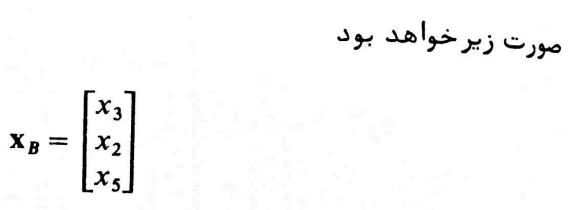 صورت زیر خواهد بود
x_B = [x_3
x_2
x_5]